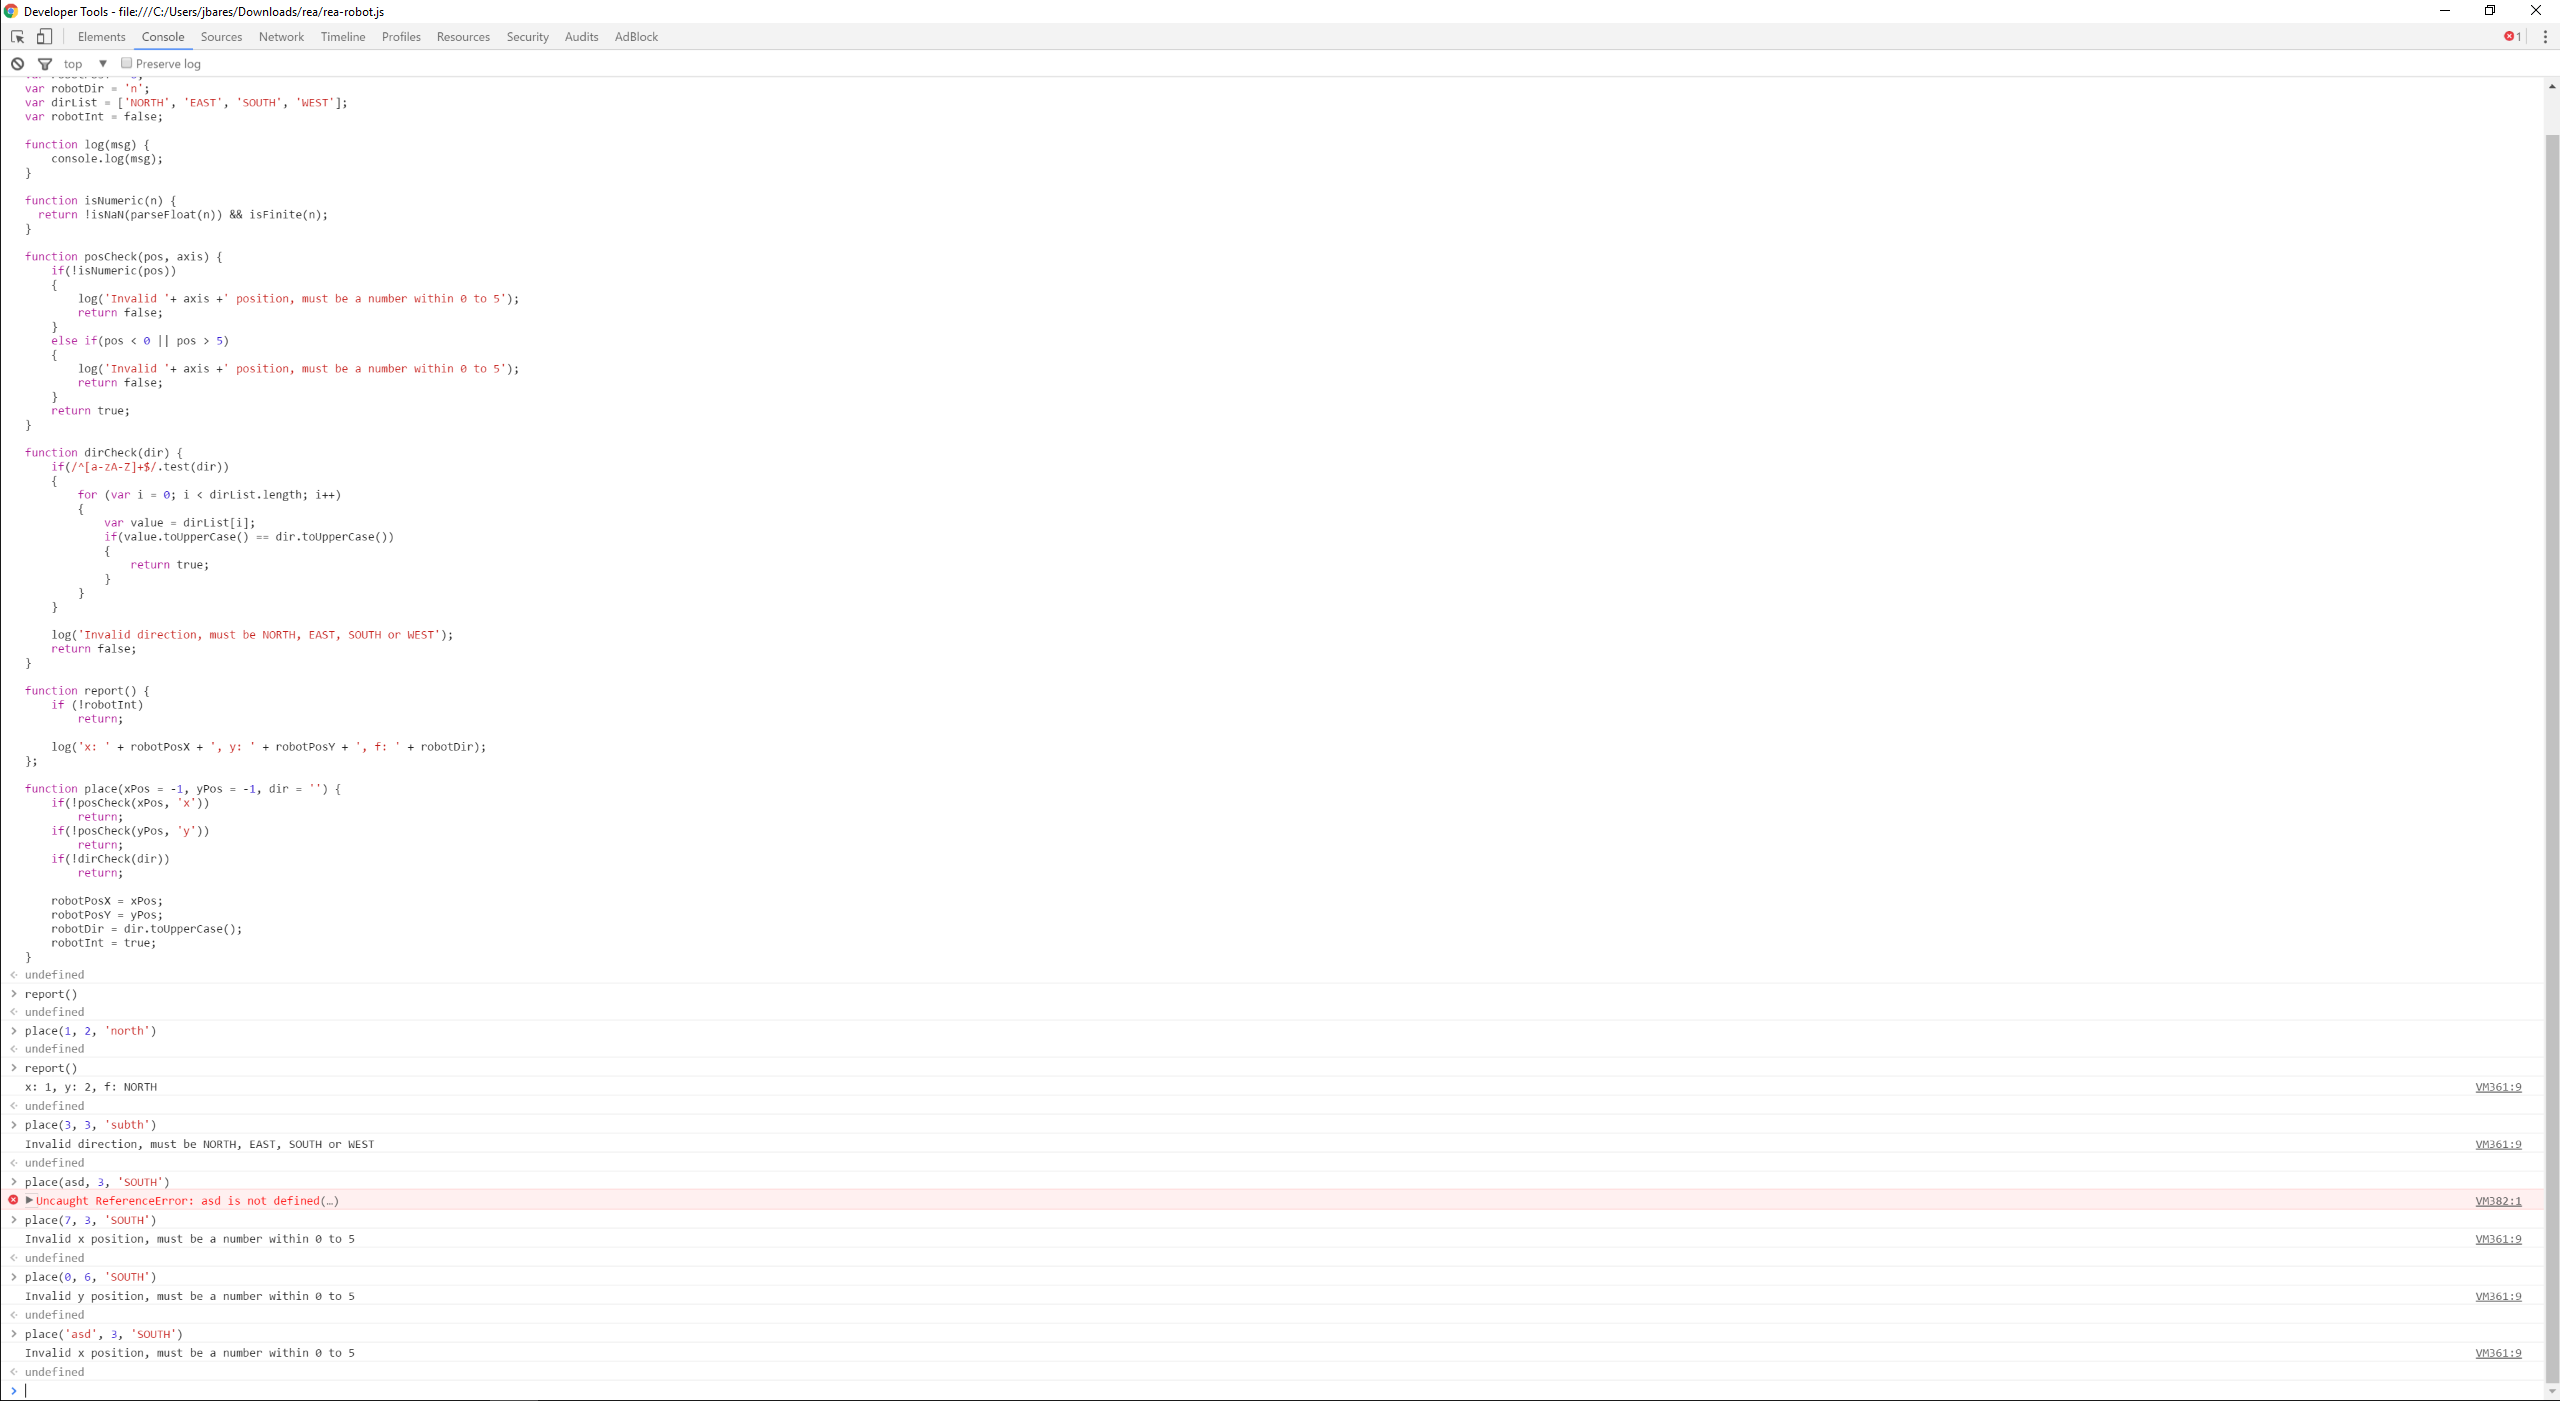 Developer Tools - file:///C:/Users/jbares/Downloads/rea/rea-robot.js
Elements Console Sources Network Timeline Profiles Resources Security Audits AdBlock 1
top Preserve log
var robotDir = 'n';
var dirList = ['NORTH', 'EAST', 'SOUTH', 'WEST'];
var robotInt = false;
function log(msg) {
console.log(msg);
}
function isNumeric(n) {
return !isNaN(parseFloat(n)) && isFinite(n);
}
function posCheck(pos, axis) {
if(!isNumeric(pos))
{
log('Invalid '+ axis +' position, must be a number within 0 to 5');
return false;
}
else if(pos < 0 || pos > 5)
{
log('Invalid '+ axis +' position, must be a number within 0 to 5');
return false;
}
return true;
}
function dirCheck(dir) {
if(/^[a-zA-Z]+$/.test(dir))
{
for (var i = 0; i < dirList.length; i++)
{
var value = dirList[i];
if(value.toUpperCase() == dir.toUpperCase())
{
return true;
}
}
}
log('Invalid direction, must be NORTH, EAST, SOUTH or WEST');
return false;
}
function report() {
if (!robotInt)
return;
log('x: ' + robotPosX + ', y: ' + robotPosY + ', f: ' + robotDir);
};
function place(xPos = -1, yPos = -1, dir = '') {
if(!posCheck(xPos, 'x'))
return;
if(!posCheck(yPos, 'y'))
return;
if(!dirCheck(dir))
return;
robotPosX = xPos;
robotPosY = yPos;
robotDir = dir.toUpperCase();
robotInt = true;
}
undefined
> report()
undefined
> place(1, 2, 'north')
undefined
> report()
x: 1, y: 2, f: NORTH VM361:9
undefined
> place(3, 3, 'subth')
Invalid direction, must be NORTH, EAST, SOUTH or WEST VM361:9
undefined
> place(asd, 3, 'SOUTH')
Uncaught ReferenceError: asd is not defined(…) VM382:1
> place(7, 3, 'SOUTH')
Invalid x position, must be a number within 0 to 5 VM361:9
undefined
> place(0, 6, 'SOUTH')
Invalid y position, must be a number within 0 to 5 VM361:9
undefined
> place('asd', 3, 'SOUTH')
Invalid x position, must be a number within 0 to 5 VM361:9
undefined
>